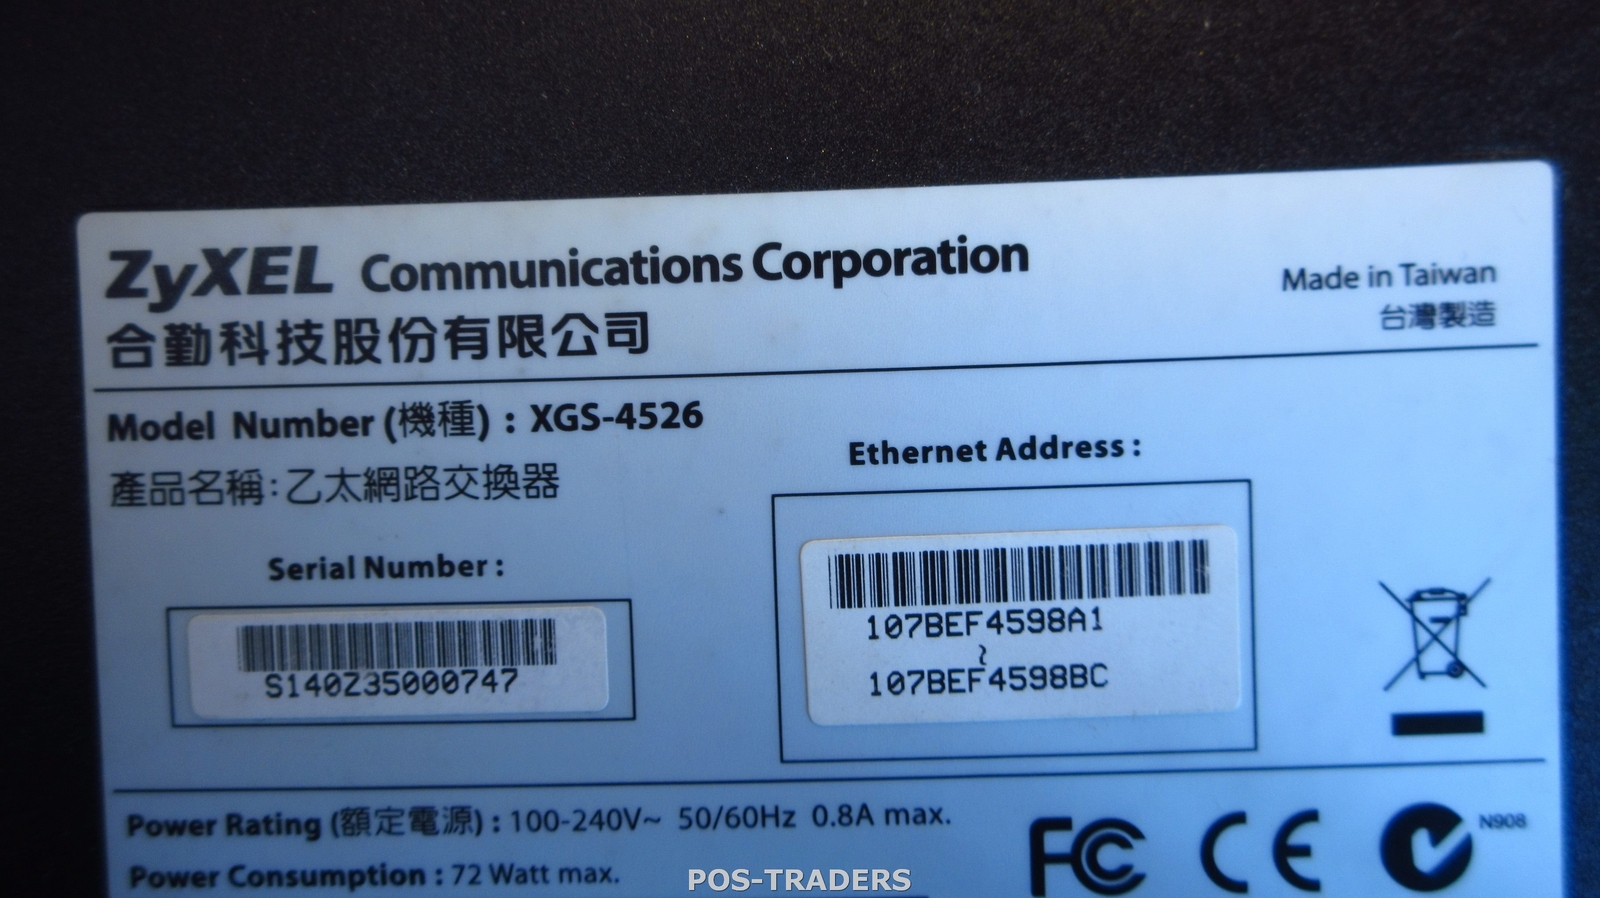 ZyXEL Communications Corporation
合勤科技股份有限公司
Made in Taiwan
台灣製造
Model Number (機種) : XGS-4526
產品名稱:乙太網路交換器
Serial Number :
S140Z35000747
Ethernet Address :
107BEF4598A1
~
107BEF4598BC
Power Rating (額定電源) : 100-240V~ 50/60Hz 0.8A max.
Power Consumption : 72 Watt max.
FC CE
N908
POS-TRADERS